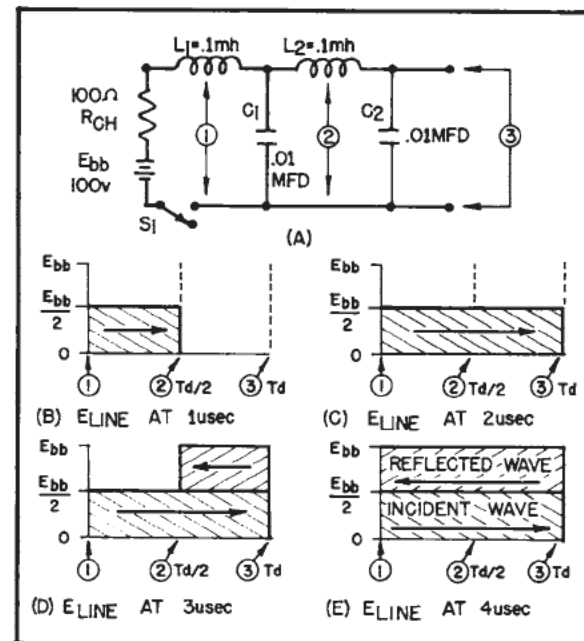 L1=.1mh L2=.1mh
100Ω
RCH
C1
C2
① ② ③
.01
MFD
.01MFD
Ebb
100v
S1
(A)
Ebb
Ebb/2
0
① ② Td/2 ③ Td
(B) ELINE AT 1usec
Ebb
Ebb/2
0
① ② Td/2 ③ Td
(C) ELINE AT 2usec
Ebb
Ebb/2
0
① ② Td/2 ③ Td
(D) ELINE AT 3usec
Ebb
REFLECTED WAVE
Ebb/2
INCIDENT WAVE
0
① ② Td/2 ③ Td
(E) ELINE AT 4usec